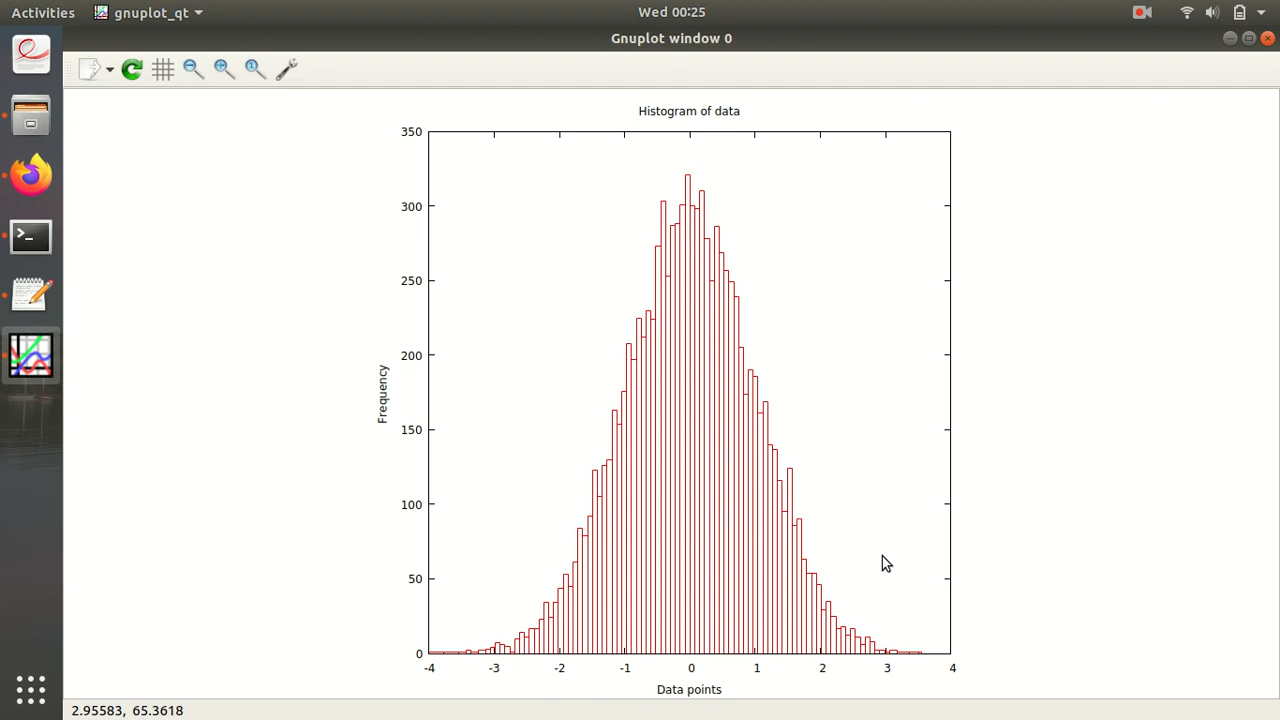 Activities gnuplot_qt Wed 00:25
Gnuplot window 0
Histogram of data
350
300
250
200
150
100
50
0
Frequency
-4 -3 -2 -1 0 1 2 3 4
Data points
2.95583, 65.3618